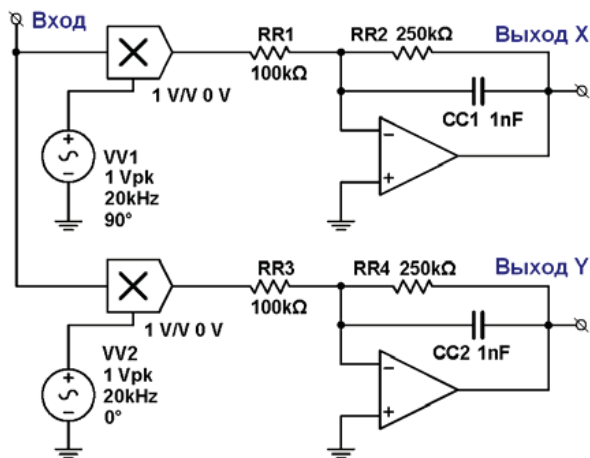 Вход
RR1
100kΩ
RR2 250kΩ
Выход X
1 V/V 0 V
CC1 1nF
VV1
1 Vpk
20kHz
90°
RR3
100kΩ
RR4 250kΩ
Выход Y
1 V/V 0 V
CC2 1nF
VV2
1 Vpk
20kHz
0°